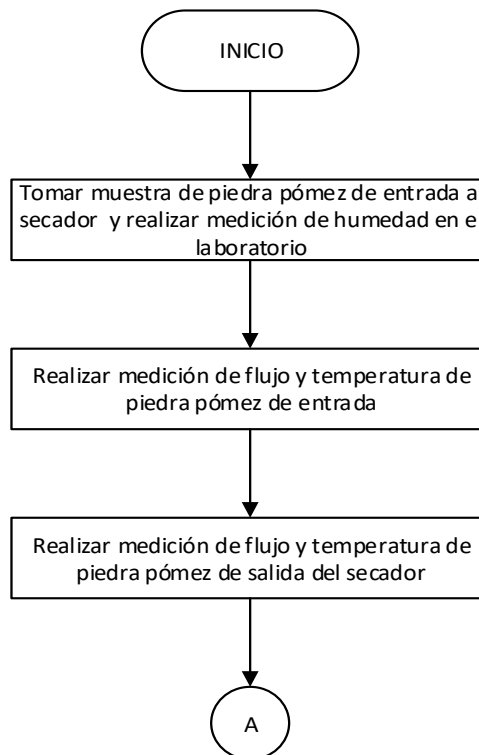 INICIO
Tomar muestra de piedra pómez de entrada a
secador y realizar medición de humedad en e
laboratorio
Realizar medición de flujo y temperatura de
piedra pómez de entrada
Realizar medición de flujo y temperatura de
piedra pómez de salida del secador
A